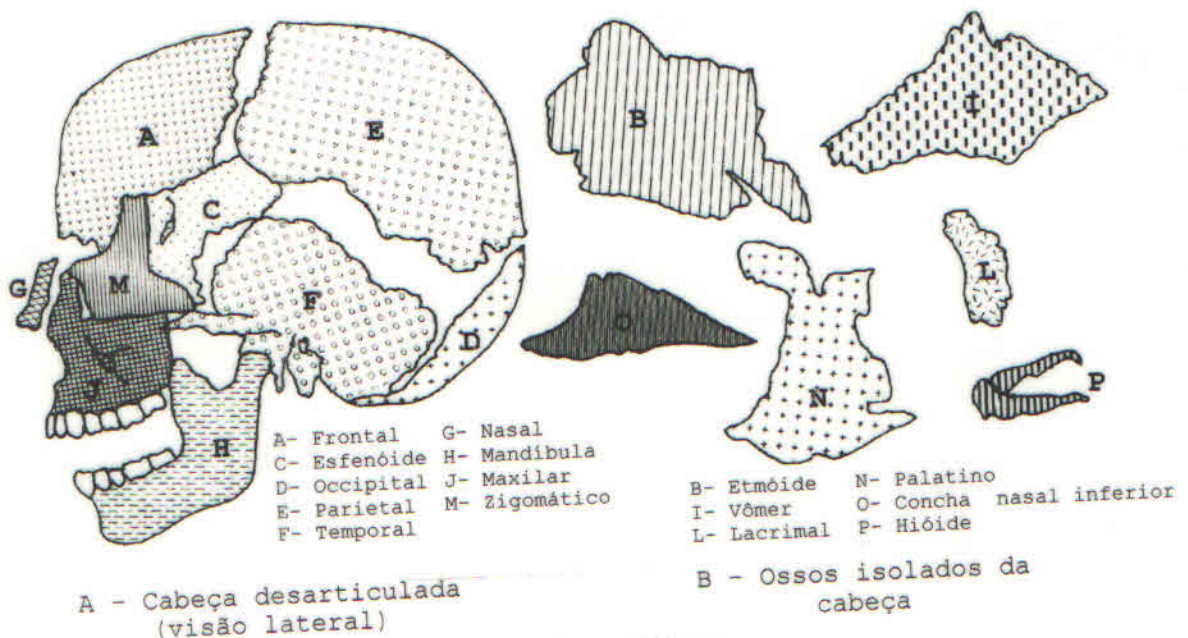 A
E
C
G
M
F
J
D
H
B
I
L
O
N.
P
A- Frontal
C- Esfenóide
D- Occipital
E- Parietal
F- Temporal
G- Nasal
H- Mandíbula
J- Maxilar
M- Zigomático
B- Etmóide
I- Vômer
L- Lacrimal
N- Palatino
O- Concha nasal inferior
P- Hióide
A - Cabeça desarticulada
(visão lateral)
B - Ossos isolados da
cabeça